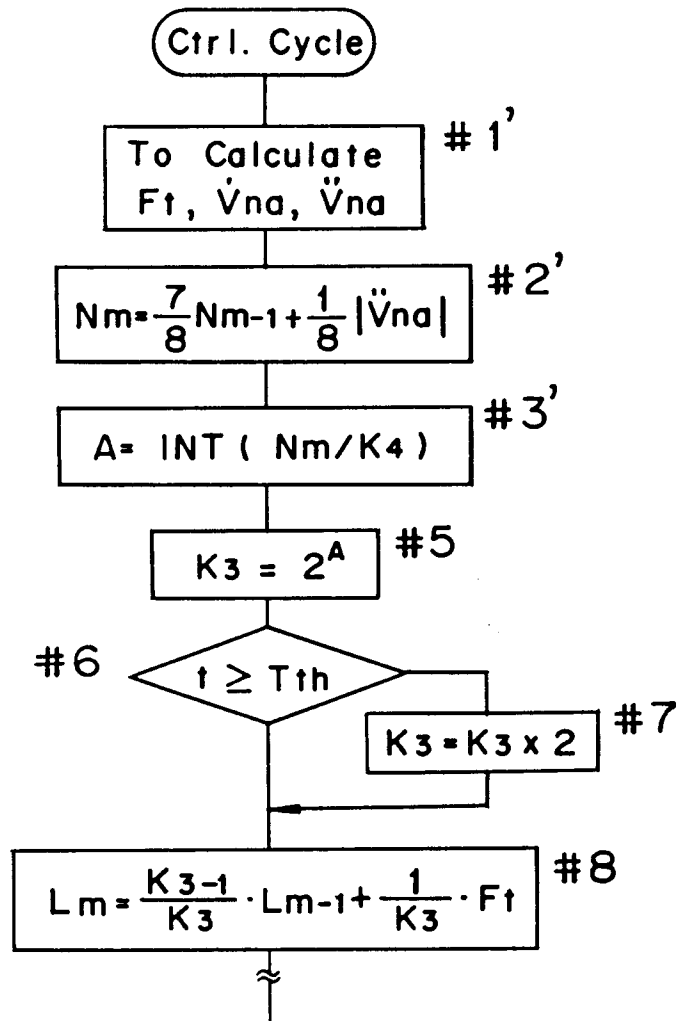 Ctrl. Cycle
#1'
To Calculate
Ft, V̇na, V̈na
#2'
Nm=7/8Nm-1+1/8|V̈na|
#3'
A= INT ( Nm/K4)
#5
K3 = 2^A
#6
t ≥ Tth
#7
K3=K3 x 2
#8
Lm=K3-1/K3·Lm-1+1/K3·Ft